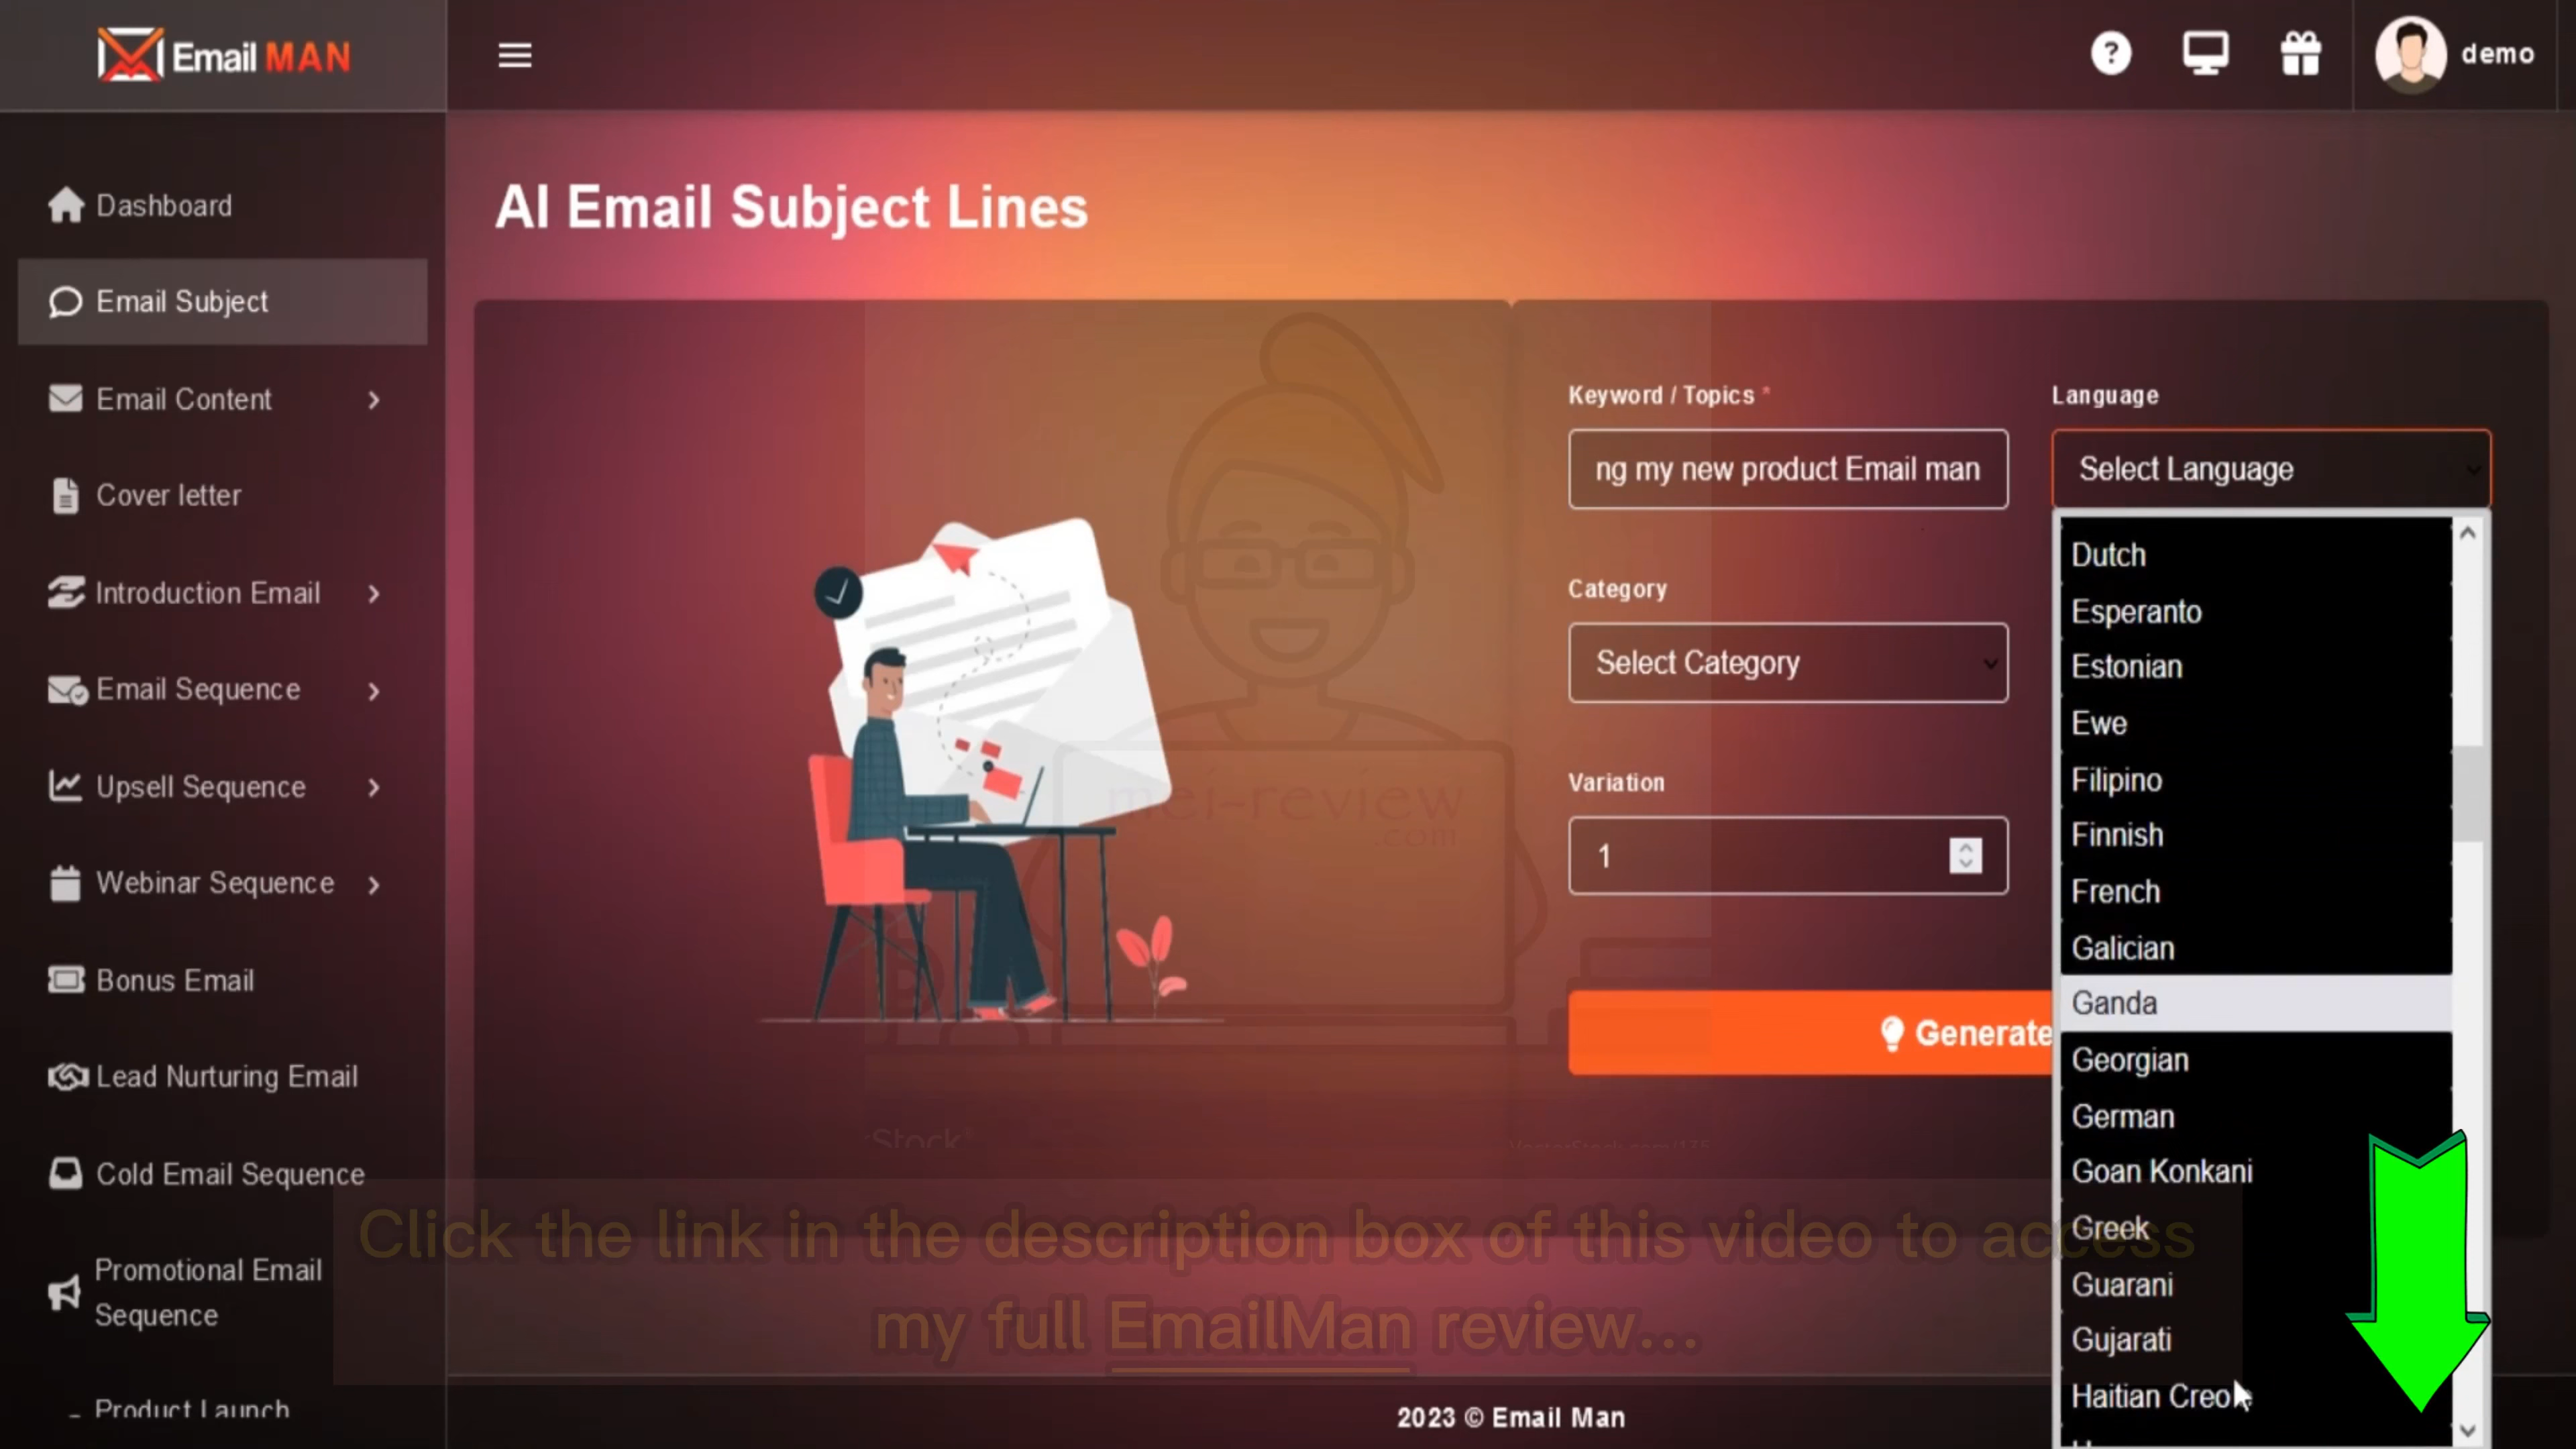 Email MAN
demo
Dashboard
Email Subject
Email Content
Cover letter
Introduction Email
Email Sequence
Upsell Sequence
Webinar Sequence
Bonus Email
Lead Nurturing Email
Cold Email Sequence
Promotional Email
Sequence
Product Launch
AI Email Subject Lines
Keyword / Topics *
ng my new product Email man
Category
Select Category
Variation
1
Generate
Language
Select Language
Dutch
Esperanto
Estonian
Ewe
Filipino
Finnish
French
Galician
Ganda
Georgian
German
Goan Konkani
Greek
Guarani
Gujarati
Haitian
mei-review
.com
Click the link in the description box of this video to access
my full EmailMan review...
2023 © Email Man